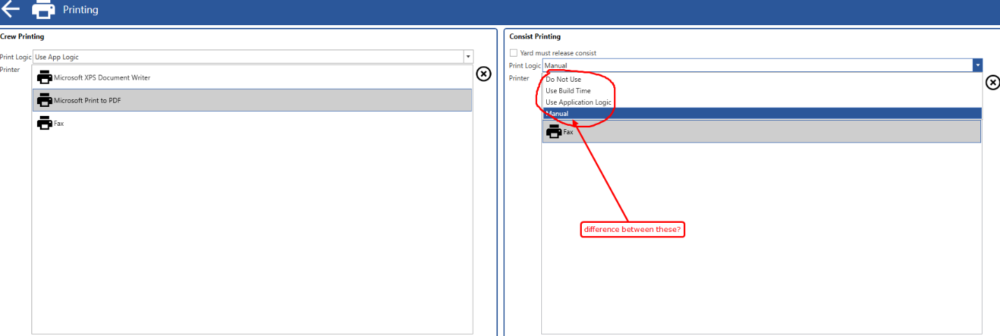 Printing
Crew Printing
Print Logic Use App Logic
Printer
Microsoft XPS Document Writer
Microsoft Print to PDF
Fax
Consist Printing
Yard must release consist
Print Logic Manual
Printer
Do Not Use
Use Build Time
Use Application Logic
Manual
Fax
difference between these?